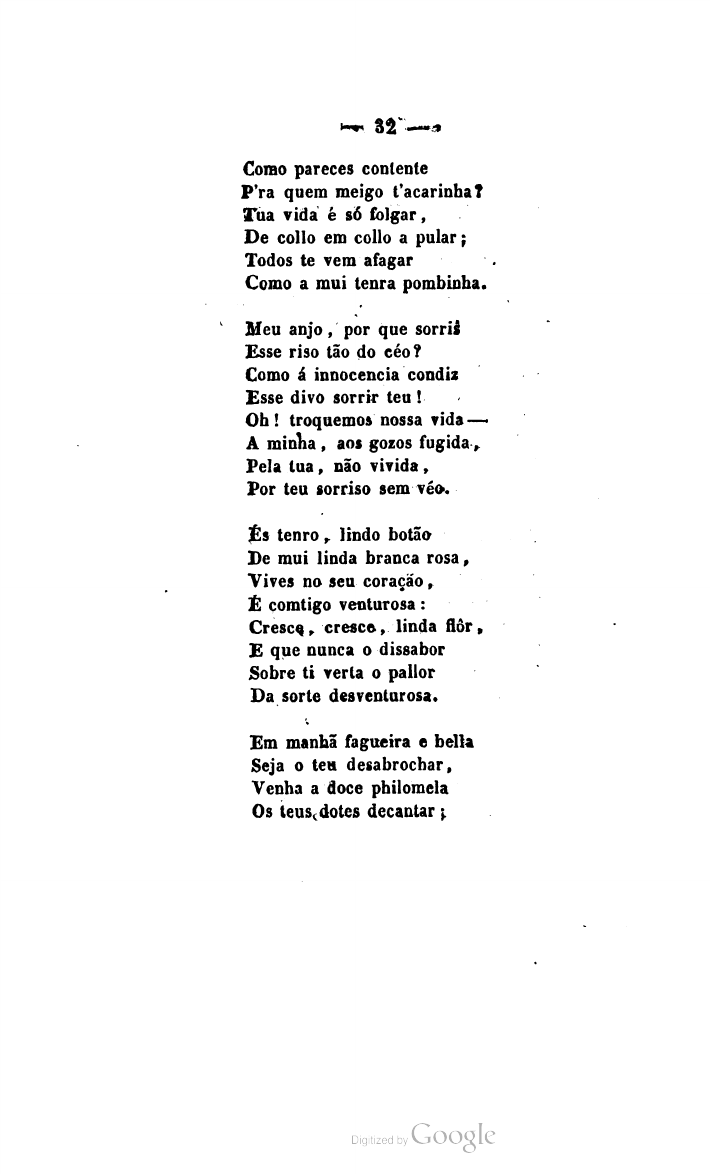 — 32 —
Como pareces contente
P'ra quem meigo t'acarinha?
Tua vida é só folgar,
De collo em collo a pular;
Todos te vem afagar
Como a mui tenra pombinha.
Meu anjo, por que sorris
Esse riso tão do céo?
Como á innocencia condiz
Esse divo sorrir teu!
Oh! troquemos nossa vida—
A minha, aos gozos fugida,
Pela tua, não vivida,
Por teu sorriso sem véo.
És tenro, lindo botão
De mui linda branca rosa,
Vives no seu coração,
É comtigo venturosa:
Cresce, cresce, linda flôr,
E que nunca o dissabor
Sobre ti verta o pallor
Da sorte desventurosa.
Em manhã fagueira e bella
Seja o teu desabrochar,
Venha a doce philomela
Os teus dotes decantar;
Digitized by Google